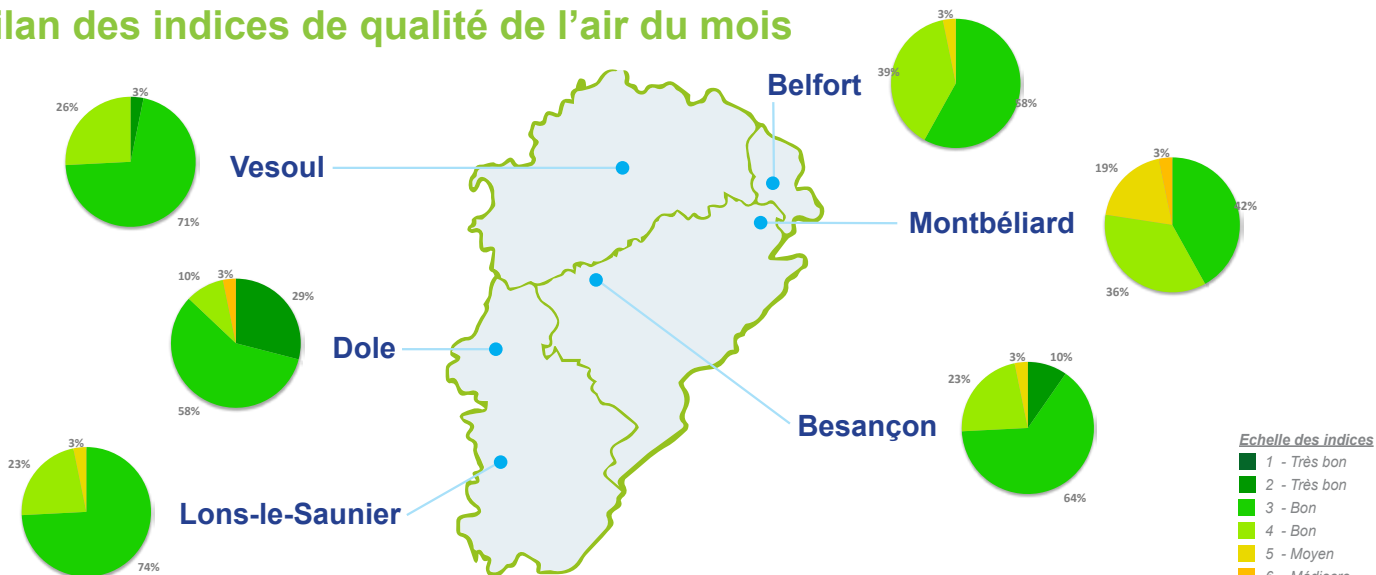 ilan des indices de qualité de l'air du mois
3%
Belfort
39%
58%
26%
3%
Vesoul
71%
19%
3%
42%
Montbéliard
36%
10%
3%
29%
Dole
58%
3%
10%
23%
Besançon
64%
3%
23%
Lons-le-Saunier
74%
Echelle des indices
1 - Très bon
2 - Très bon
3 - Bon
4 - Bon
5 - Moyen
6 - Médiocre